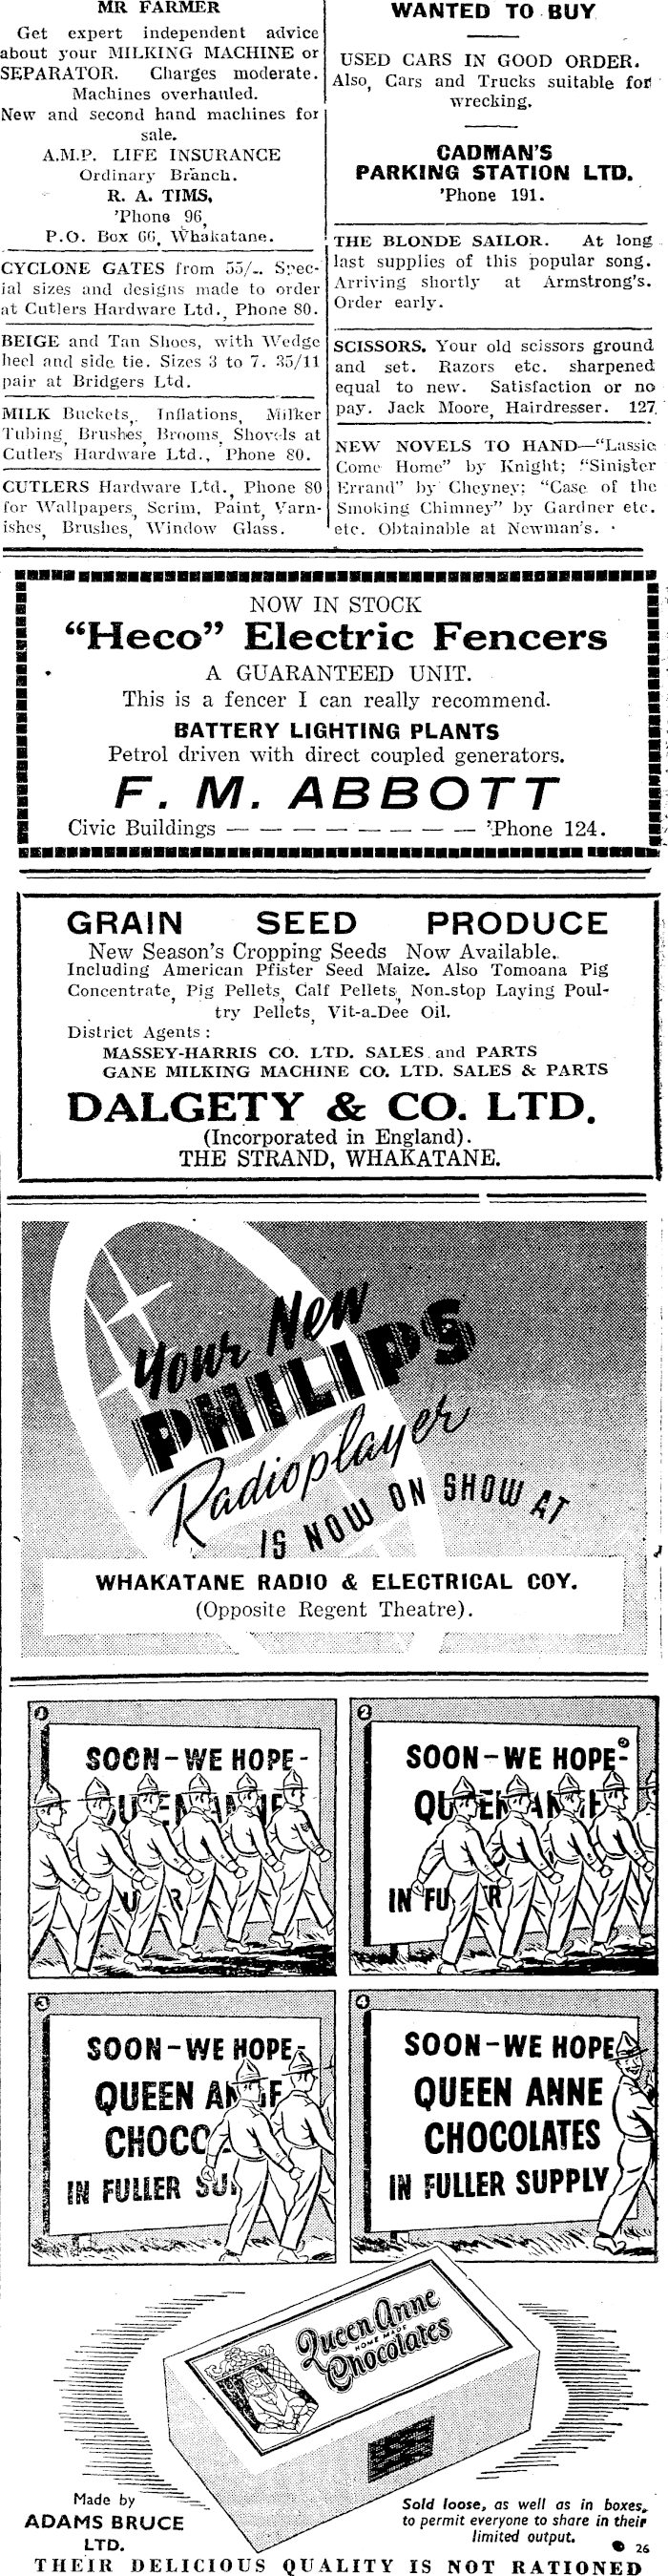 MR FARMER
Get expert independent advice
about your MILKING MACHINE or
SEPARATOR. Charges moderate.
Machines overhauled.
New and second hand machines for
sale.
A.M.P. LIFE INSURANCE
Ordinary Branch.
R. A. TIMS,
'Phone 96,
P.O. Box 66, Whakatane.
CYCLONE GATES from 55/-. Spec-
ial sizes and designs made to order
at Cutlers Hardware Ltd., Phone 80.
BEIGE and Tan Shoes, with Wedge
heel and side tie. Sizes 3 to 7. 35/11
pair at Bridgers Ltd.
MILK Buckets, Inflations, Milker
Tubing, Brushes, Brooms, Shovels at
Cutlers Hardware Ltd., Phone 80.
CUTLERS Hardware Ltd., Phone 80
for Wallpapers, Scrim, Paint, Varn-
ishes, Brushes, Window Glass.
WANTED TO BUY
USED CARS IN GOOD ORDER.
Also, Cars and Trucks suitable for
wrecking.
CADMAN'S
PARKING STATION LTD.
'Phone 191.
THE BLONDE SAILOR. At long
last supplies of this popular song.
Arriving shortly at Armstrong's.
Order early.
SCISSORS. Your old scissors ground
and set. Razors etc. sharpened
equal to new. Satisfaction or no
pay. Jack Moore, Hairdresser. 127.
NEW NOVELS TO HAND—"Lassie
Come Home" by Knight; "Sinister
Errand" by Cheyney; "Case of the
Smoking Chimney" by Gardner etc.
etc. Obtainable at Newman's.
NOW IN STOCK
"Heco" Electric Fencers
A GUARANTEED UNIT.
This is a fencer I can really recommend.
BATTERY LIGHTING PLANTS
Petrol driven with direct coupled generators.
F. M. ABBOTT
Civic Buildings — — — — — — — — 'Phone 124.
GRAIN SEED PRODUCE
New Season's Cropping Seeds Now Available.
Including American Pfister Seed Maize. Also Tomoana Pig
Concentrate, Pig Pellets, Calf Pellets, Non-stop Laying Poul-
try Pellets, Vit-a-Dee Oil.
District Agents:
MASSEY-HARRIS CO. LTD. SALES and PARTS
GANE MILKING MACHINE CO. LTD. SALES & PARTS
DALGETY & CO. LTD.
(Incorporated in England).
THE STRAND, WHAKATANE.
Your New
PHILIPS
Radioplayer
IS NOW ON SHOW AT
WHAKATANE RADIO & ELECTRICAL COY.
(Opposite Regent Theatre).
1
SOON-WE HOPE-
2
SOON-WE HOPE-
QUEEN ANNE
IN FU R
3
SOON-WE HOPE-
QUEEN ANNE
CHOCO
IN FULLER SU
4
SOON-WE HOPE
QUEEN ANNE
CHOCOLATES
IN FULLER SUPPLY
Queen Anne
HOME MADE
Chocolates
Made by
ADAMS BRUCE
LTD.
Sold loose, as well as in boxes,
to permit everyone to share in their
limited output.
26
THEIR DELICIOUS QUALITY IS NOT RATIONED